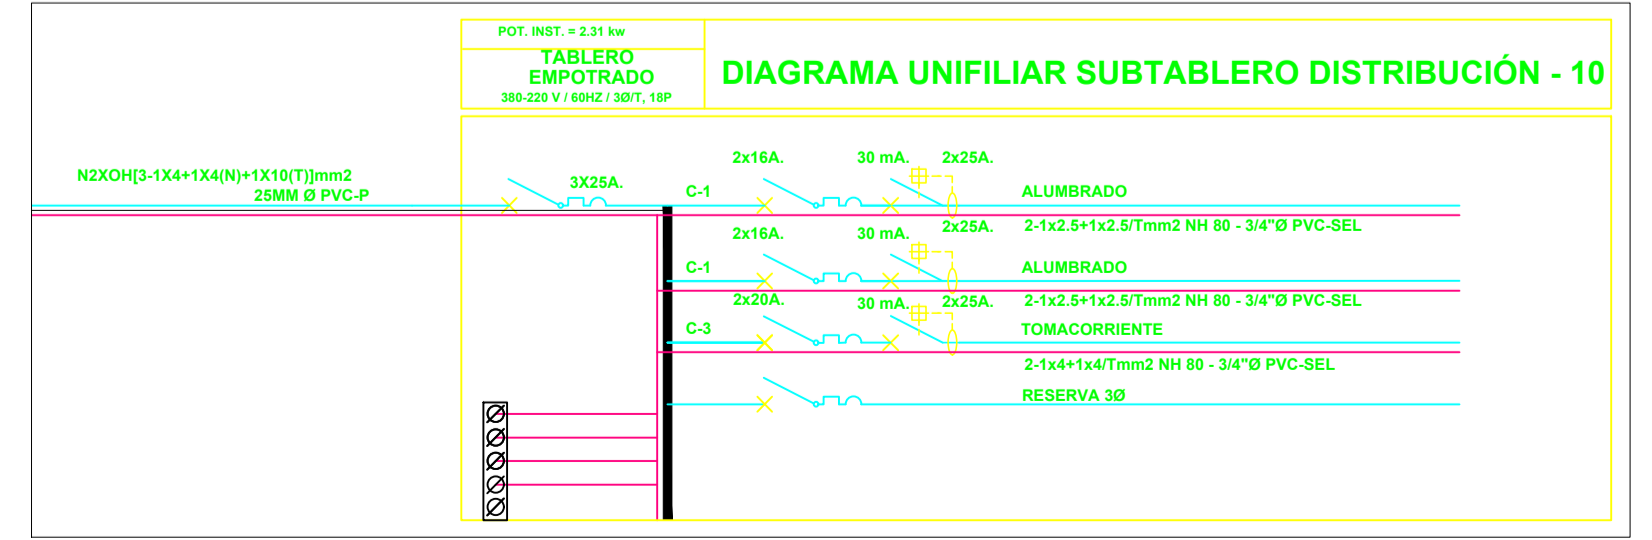 POT. INST. = 2.31 kw
TABLERO
EMPOTRADO
380-220 V / 60HZ / 3Ø/T, 18P
DIAGRAMA UNIFILIAR SUBTABLERO DISTRIBUCIÓN - 10
N2XOH[3-1X4+1X4(N)+1X10(T)]mm2
25MM Ø PVC-P
3X25A.
2x16A.
30 mA.
2x25A.
C-1
ALUMBRADO
2-1x2.5+1x2.5/Tmm2 NH 80 - 3/4"Ø PVC-SEL
2x16A.
30 mA.
2x25A.
C-1
ALUMBRADO
2-1x2.5+1x2.5/Tmm2 NH 80 - 3/4"Ø PVC-SEL
2x20A.
30 mA.
2x25A.
C-3
TOMACORRIENTE
2-1x4+1x4/Tmm2 NH 80 - 3/4"Ø PVC-SEL
RESERVA 3Ø